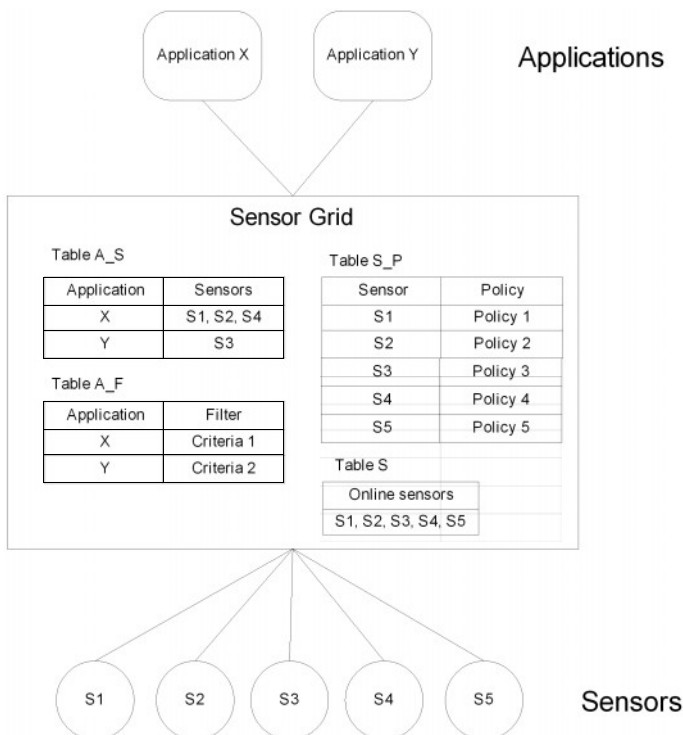 Application X
Application Y
Applications
Sensor Grid
Table A_S
Application Sensors
X S1, S2, S4
Y S3
Table A_F
Application Filter
X Criteria 1
Y Criteria 2
Table S_P
Sensor Policy
S1 Policy 1
S2 Policy 2
S3 Policy 3
S4 Policy 4
S5 Policy 5
Table S
Online sensors
S1, S2, S3, S4, S5
S1
S2
S3
S4
S5
Sensors